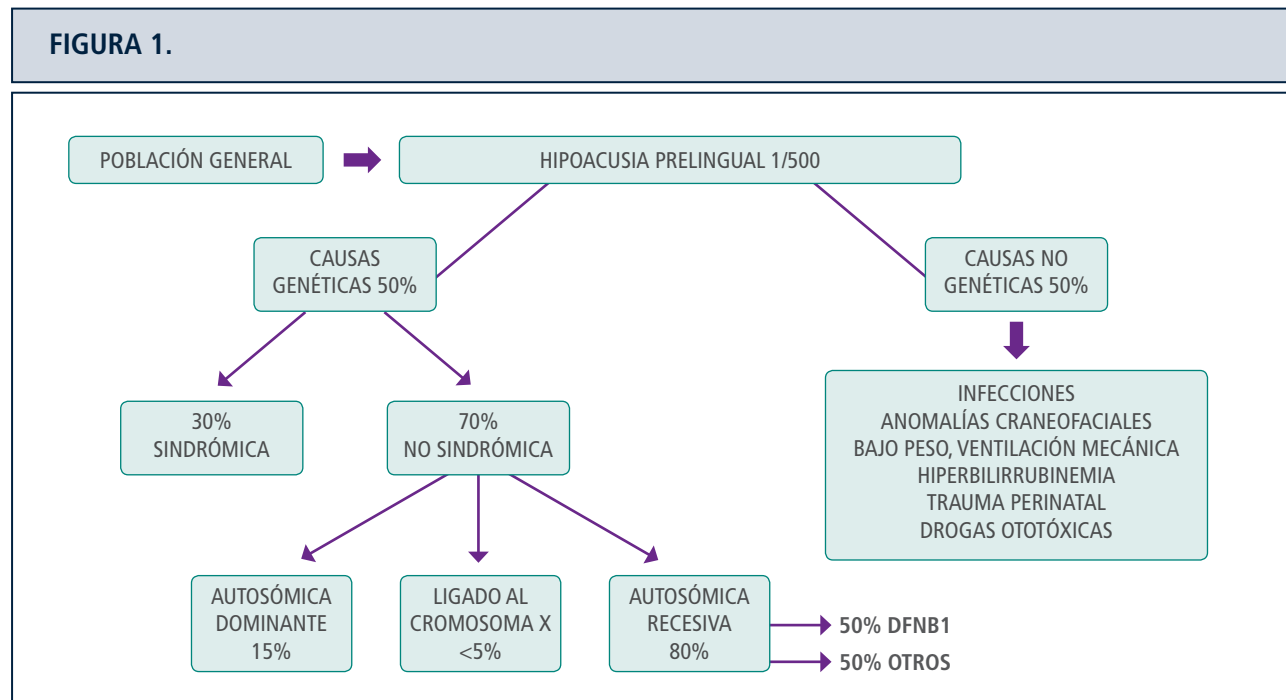 FIGURA 1.
POBLACIÓN GENERAL
HIPOACUSIA PRELINGUAL 1/500
CAUSAS
GENÉTICAS 50%
CAUSAS NO
GENÉTICAS 50%
30%
SINDRÓMICA
70%
NO SINDRÓMICA
INFECCIONES
ANOMALÍAS CRANEOFACIALES
BAJO PESO, VENTILACIÓN MECÁNICA
HIPERBILIRRUBINEMIA
TRAUMA PERINATAL
DROGAS OTOTÓXICAS
AUTOSÓMICA
DOMINANTE
15%
LIGADO AL
CROMOSOMA X
<5%
AUTOSÓMICA
RECESIVA
80%
50% DFNB1
50% OTROS